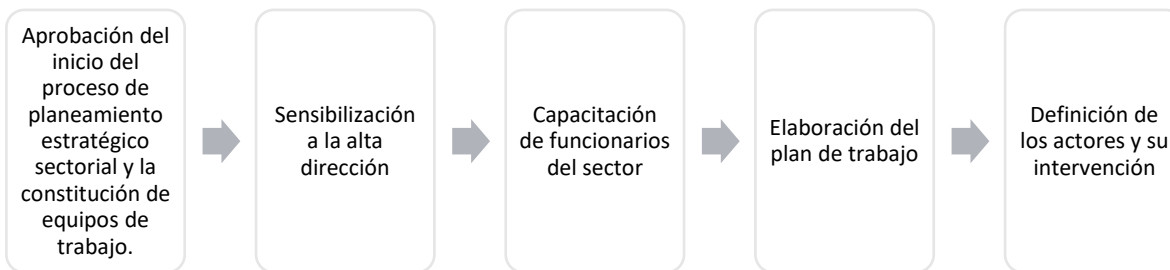 Aprobación del
inicio del
proceso de
planeamiento
estratégico
sectorial y la
constitución de
equipos de
trabajo.
Sensibilización
a la alta
dirección
Capacitación
de funcionarios
del sector
Elaboración del
plan de trabajo
Definición de
los actores y su
intervención